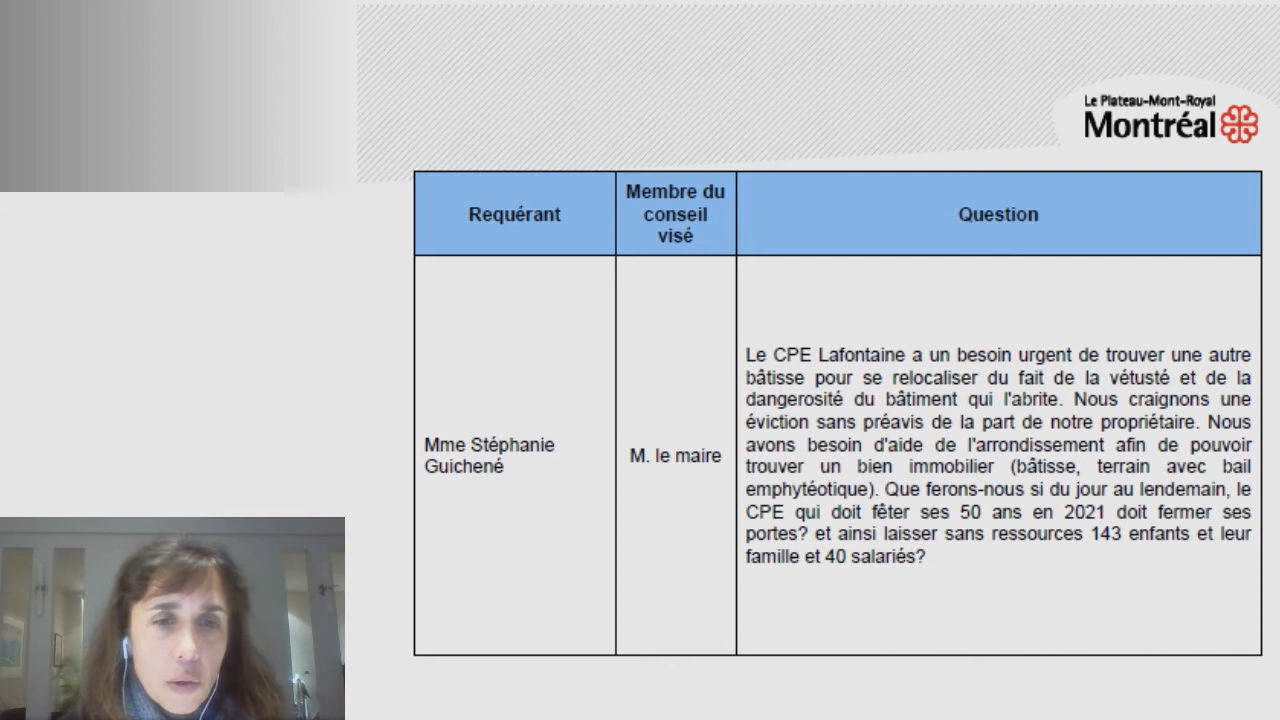 Le Plateau-Mont-Royal
Montréal
Requérant
Membre du
conseil
visé
Question
Mme Stéphanie
Guichené
M. le maire
Le CPE Lafontaine a un besoin urgent de trouver une autre
bâtisse pour se relocaliser du fait de la vétusté et de la
dangerosité du bâtiment qui l'abrite. Nous craignons une
éviction sans préavis de la part de notre propriétaire. Nous
avons besoin d'aide de l'arrondissement afin de pouvoir
trouver un bien immobilier (bâtisse, terrain avec bail
emphytéotique). Que ferons-nous si du jour au lendemain, le
CPE qui doit fêter ses 50 ans en 2021 doit fermer ses
portes? et ainsi laisser sans ressources 143 enfants et leur
famille et 40 salariés?